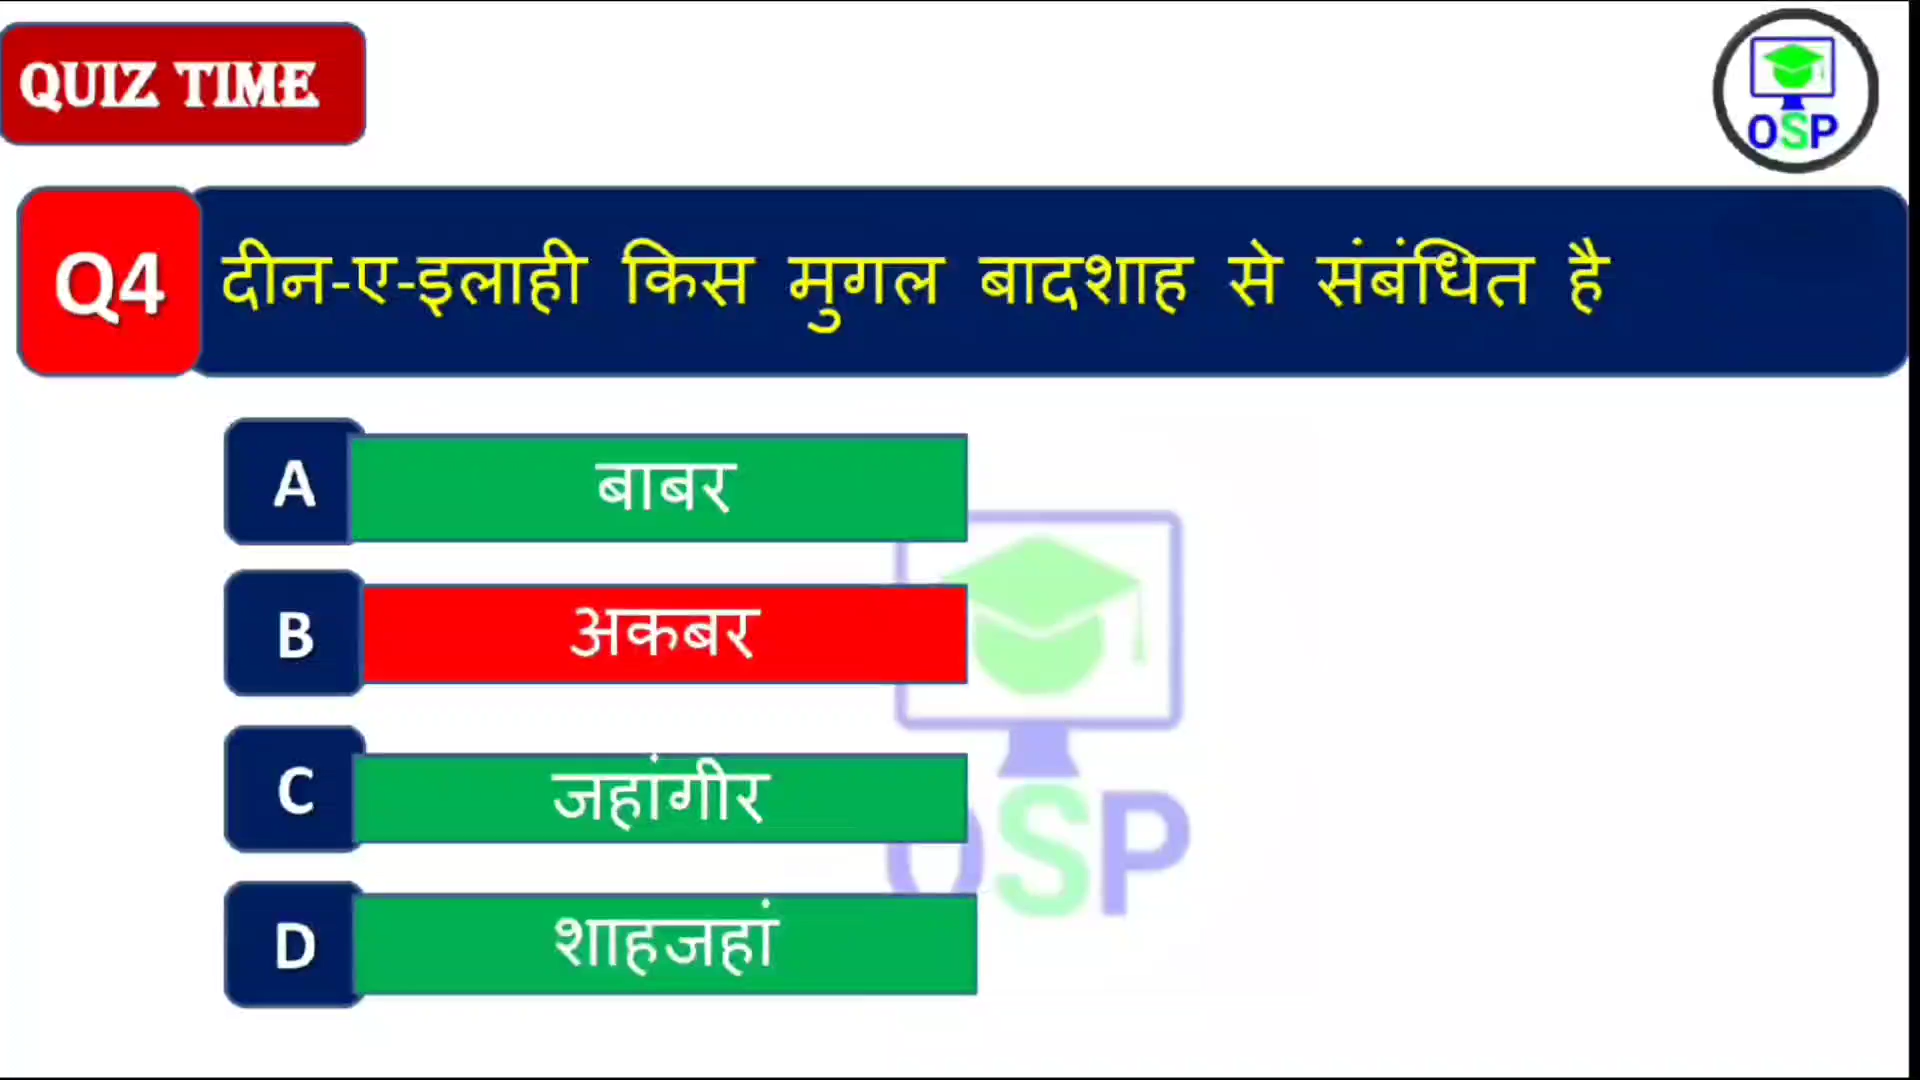 QUIZ TIME
OSP
Q4
दीन-ए-इलाही किस मुगल बादशाह से संबंधित है
A
बाबर
B
अकबर
C
जहांगीर
D
शाहजहां
OSP